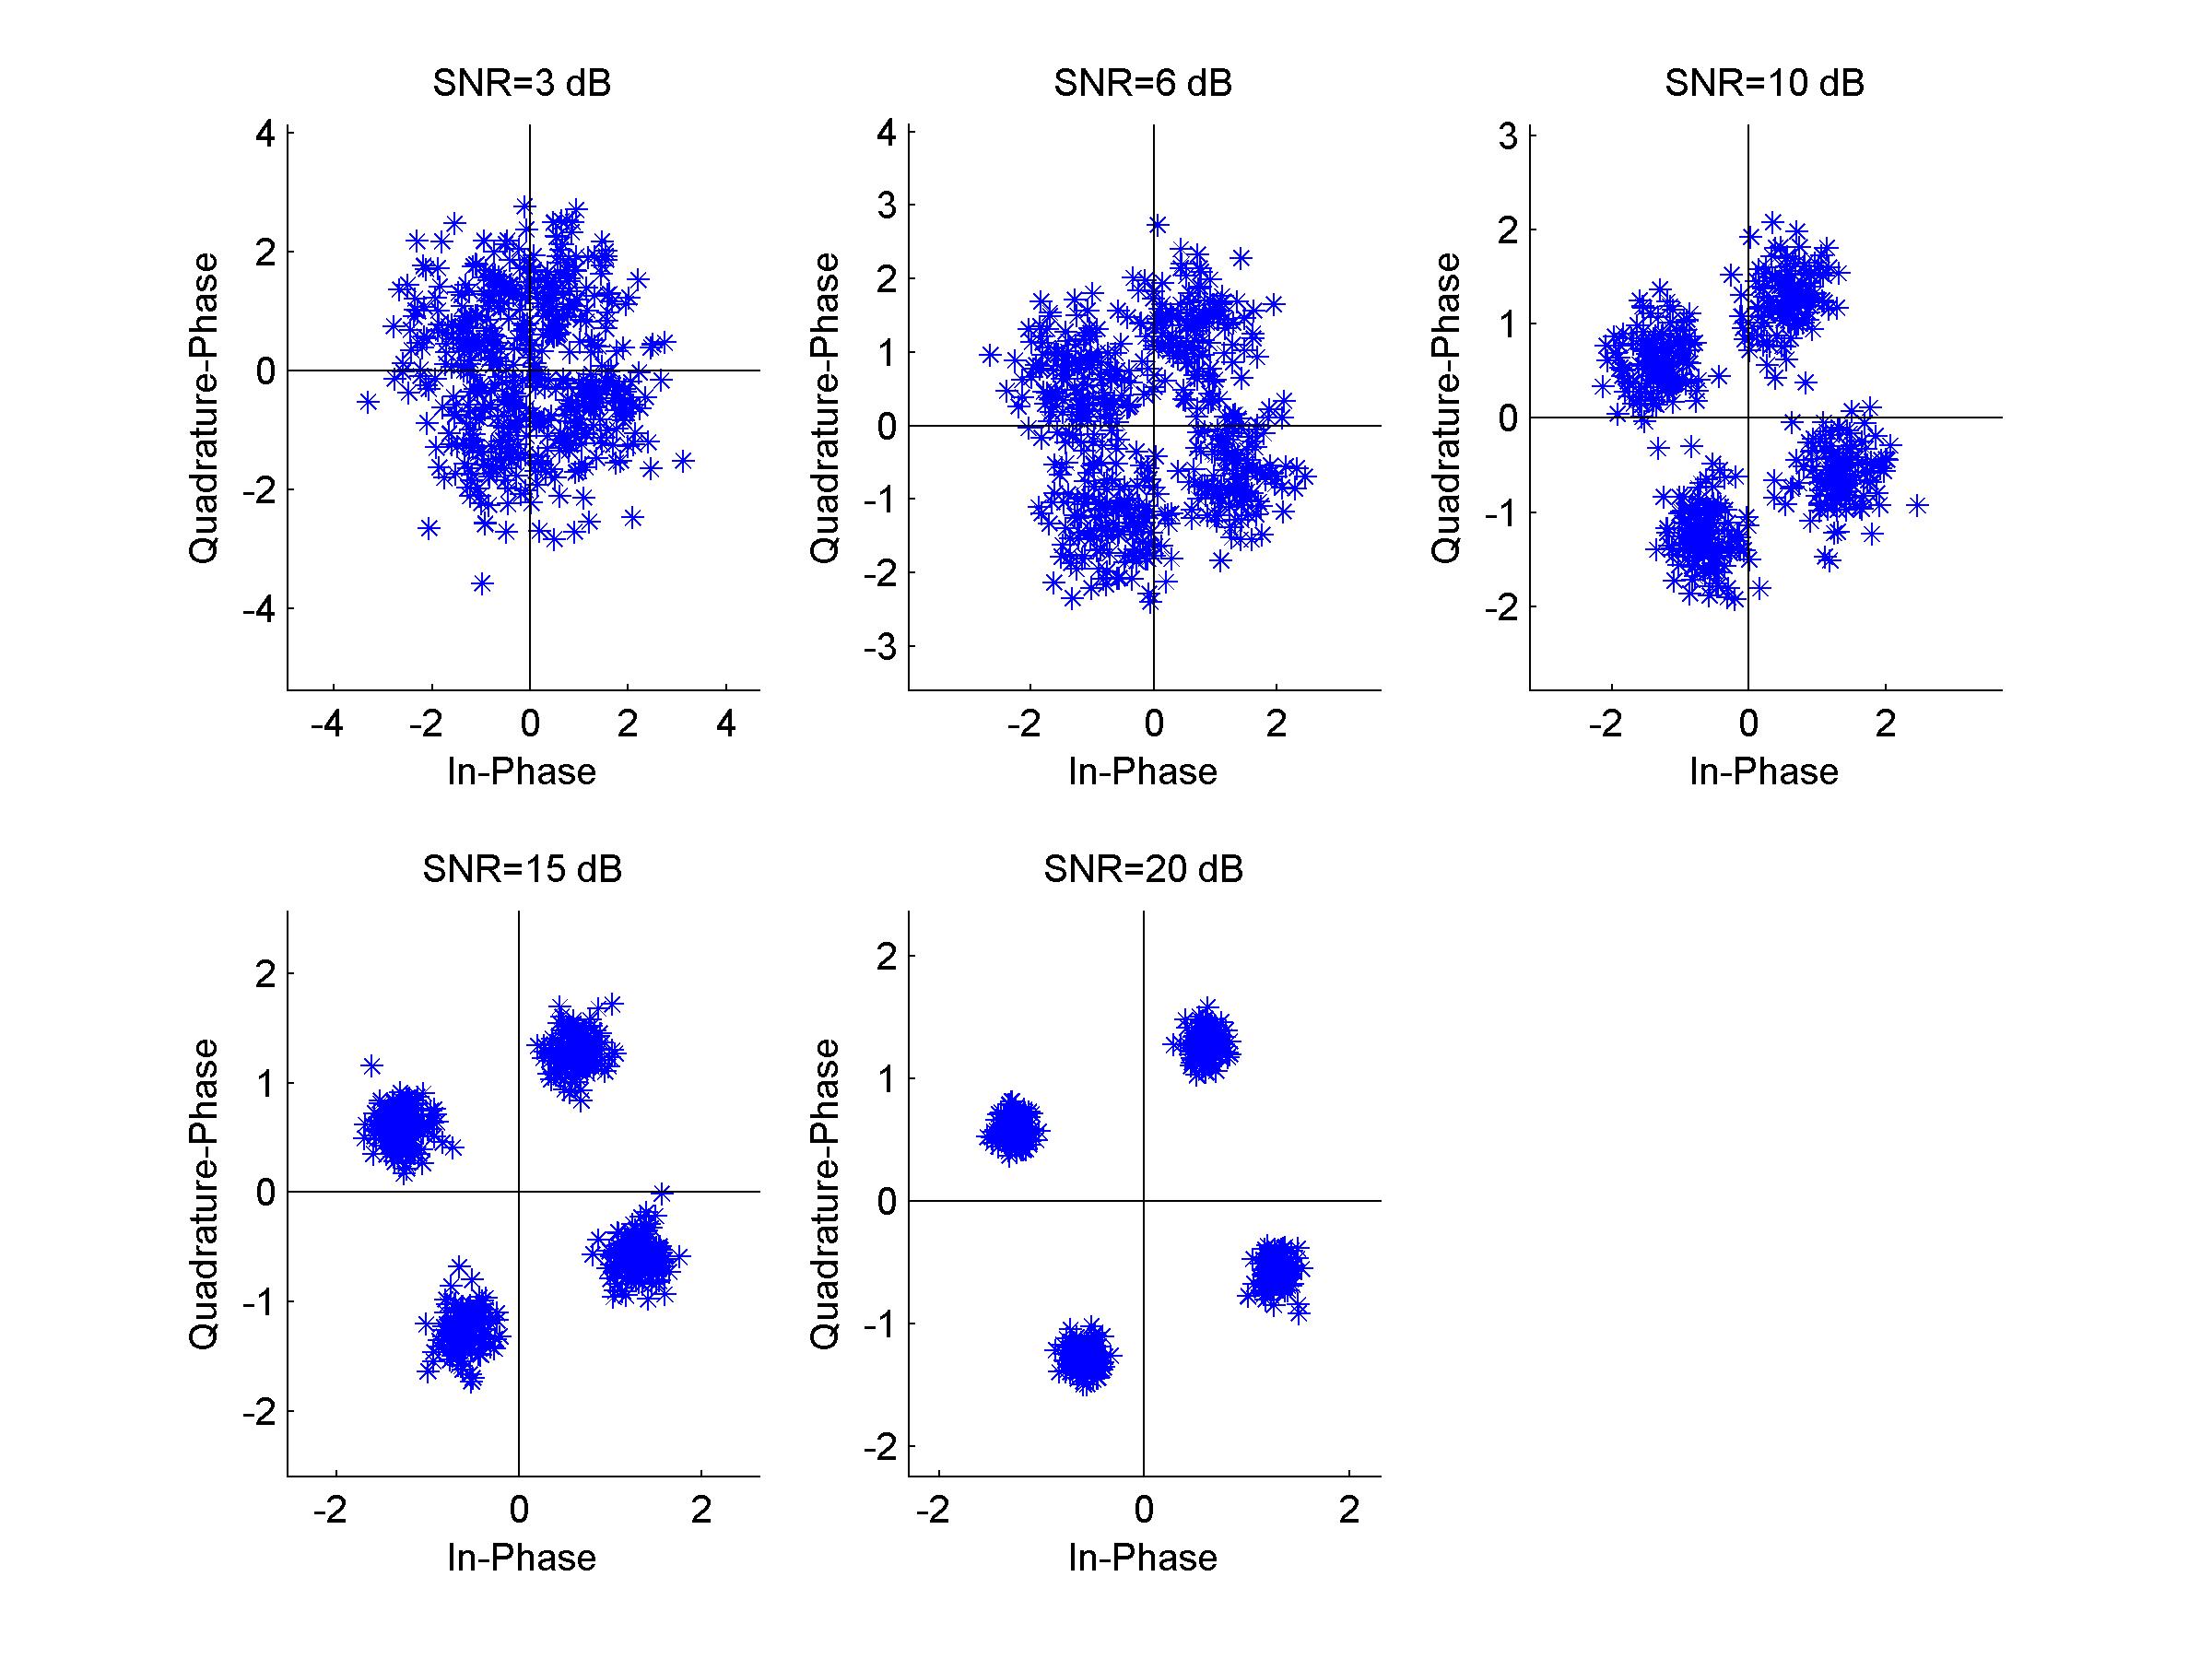 SNR=3 dB
4
2
0
-2
-4
Quadrature-Phase
-4 -2 0 2 4
In-Phase
SNR=6 dB
4
3
2
1
0
-1
-2
-3
Quadrature-Phase
-2 0 2
In-Phase
SNR=10 dB
3
2
1
0
-1
-2
Quadrature-Phase
-2 0 2
In-Phase
SNR=15 dB
2
1
0
-1
-2
Quadrature-Phase
-2 0 2
In-Phase
SNR=20 dB
2
1
0
-1
-2
Quadrature-Phase
-2 0 2
In-Phase